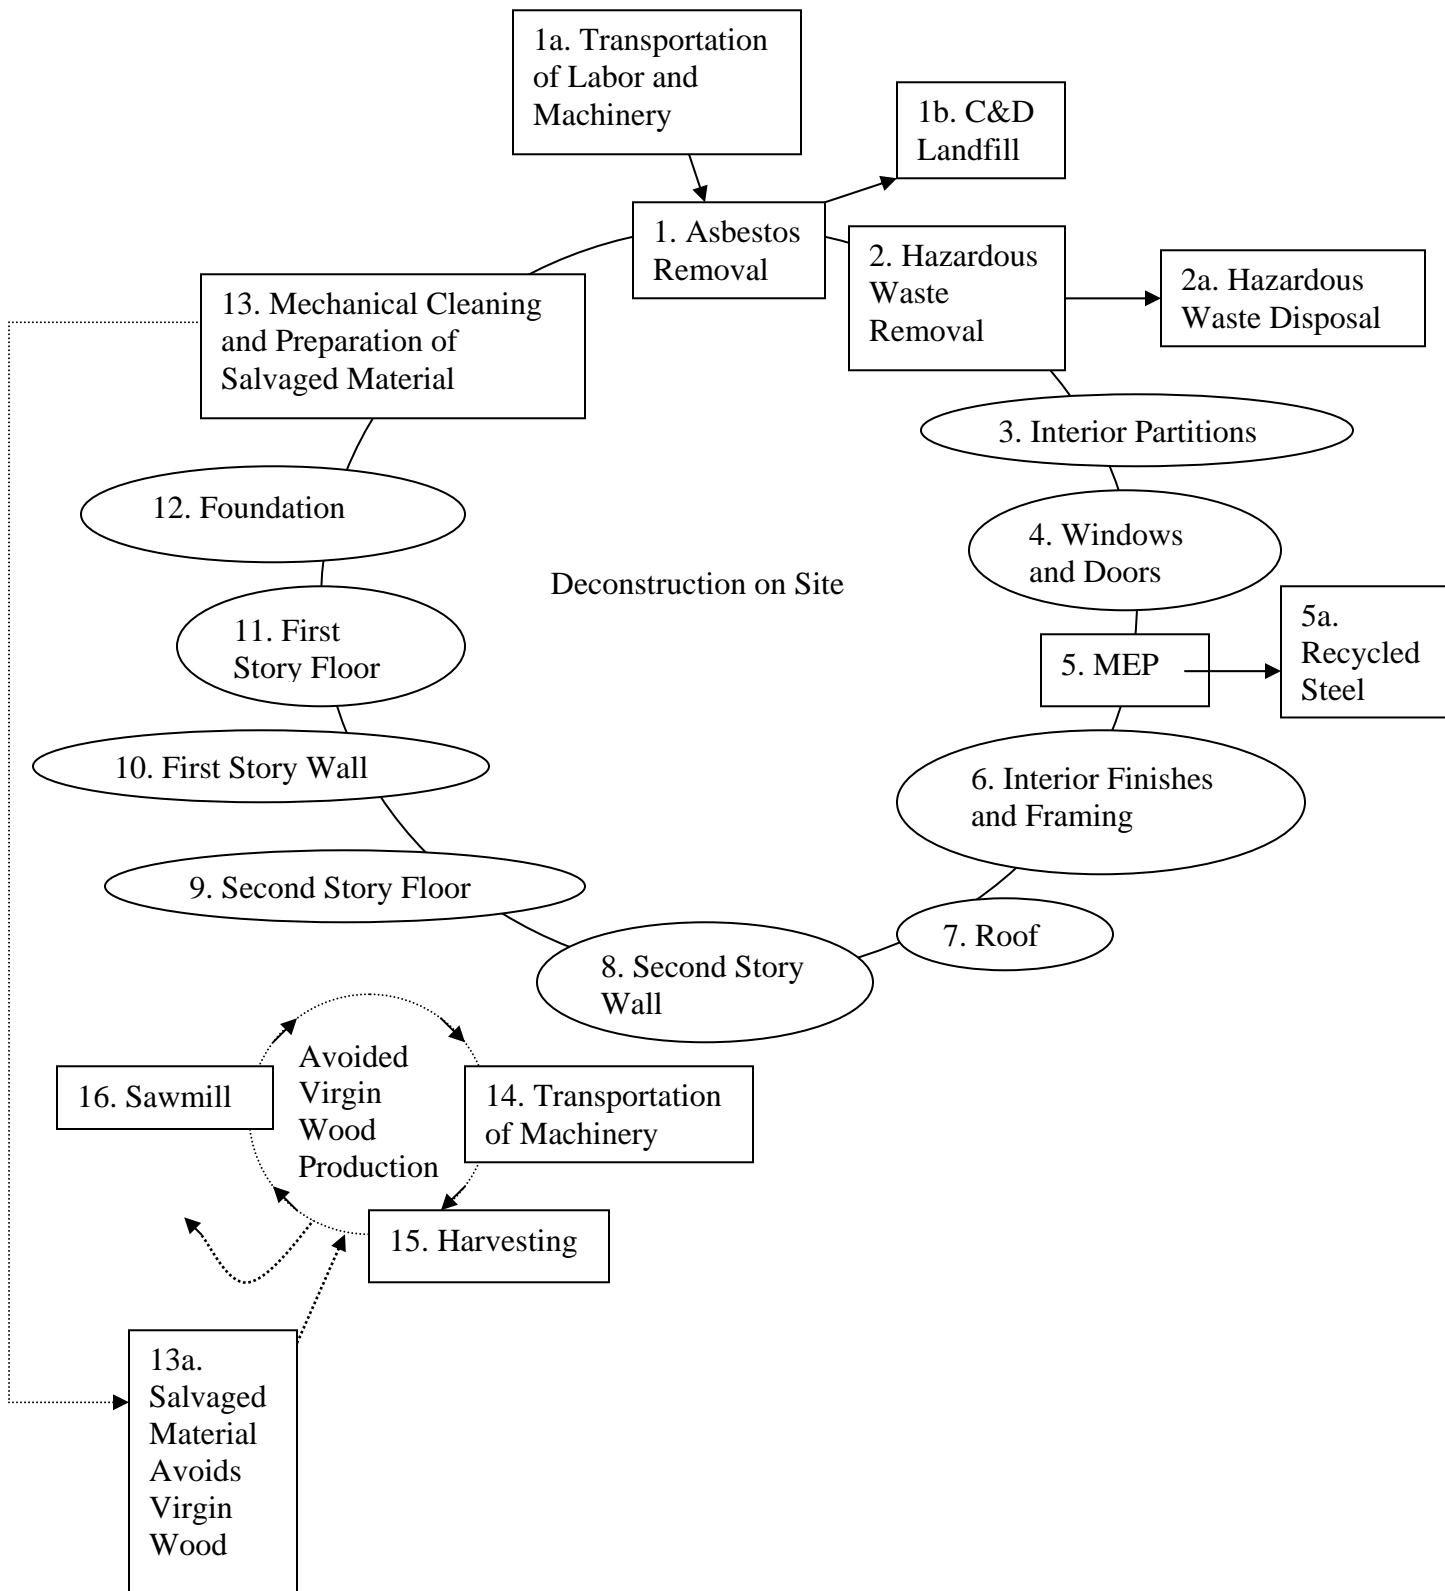 1a. Transportation
of Labor and
Machinery
1b. C&D
Landfill
1. Asbestos
Removal
2. Hazardous
Waste
Removal
2a. Hazardous
Waste Disposal
13. Mechanical Cleaning
and Preparation of
Salvaged Material
3. Interior Partitions
12. Foundation
4. Windows
and Doors
Deconstruction on Site
11. First
Story Floor
5. MEP
5a.
Recycled
Steel
10. First Story Wall
6. Interior Finishes
and Framing
9. Second Story Floor
7. Roof
8. Second Story
Wall
Avoided
Virgin
Wood
Production
16. Sawmill
14. Transportation
of Machinery
15. Harvesting
13a.
Salvaged
Material
Avoids
Virgin
Wood